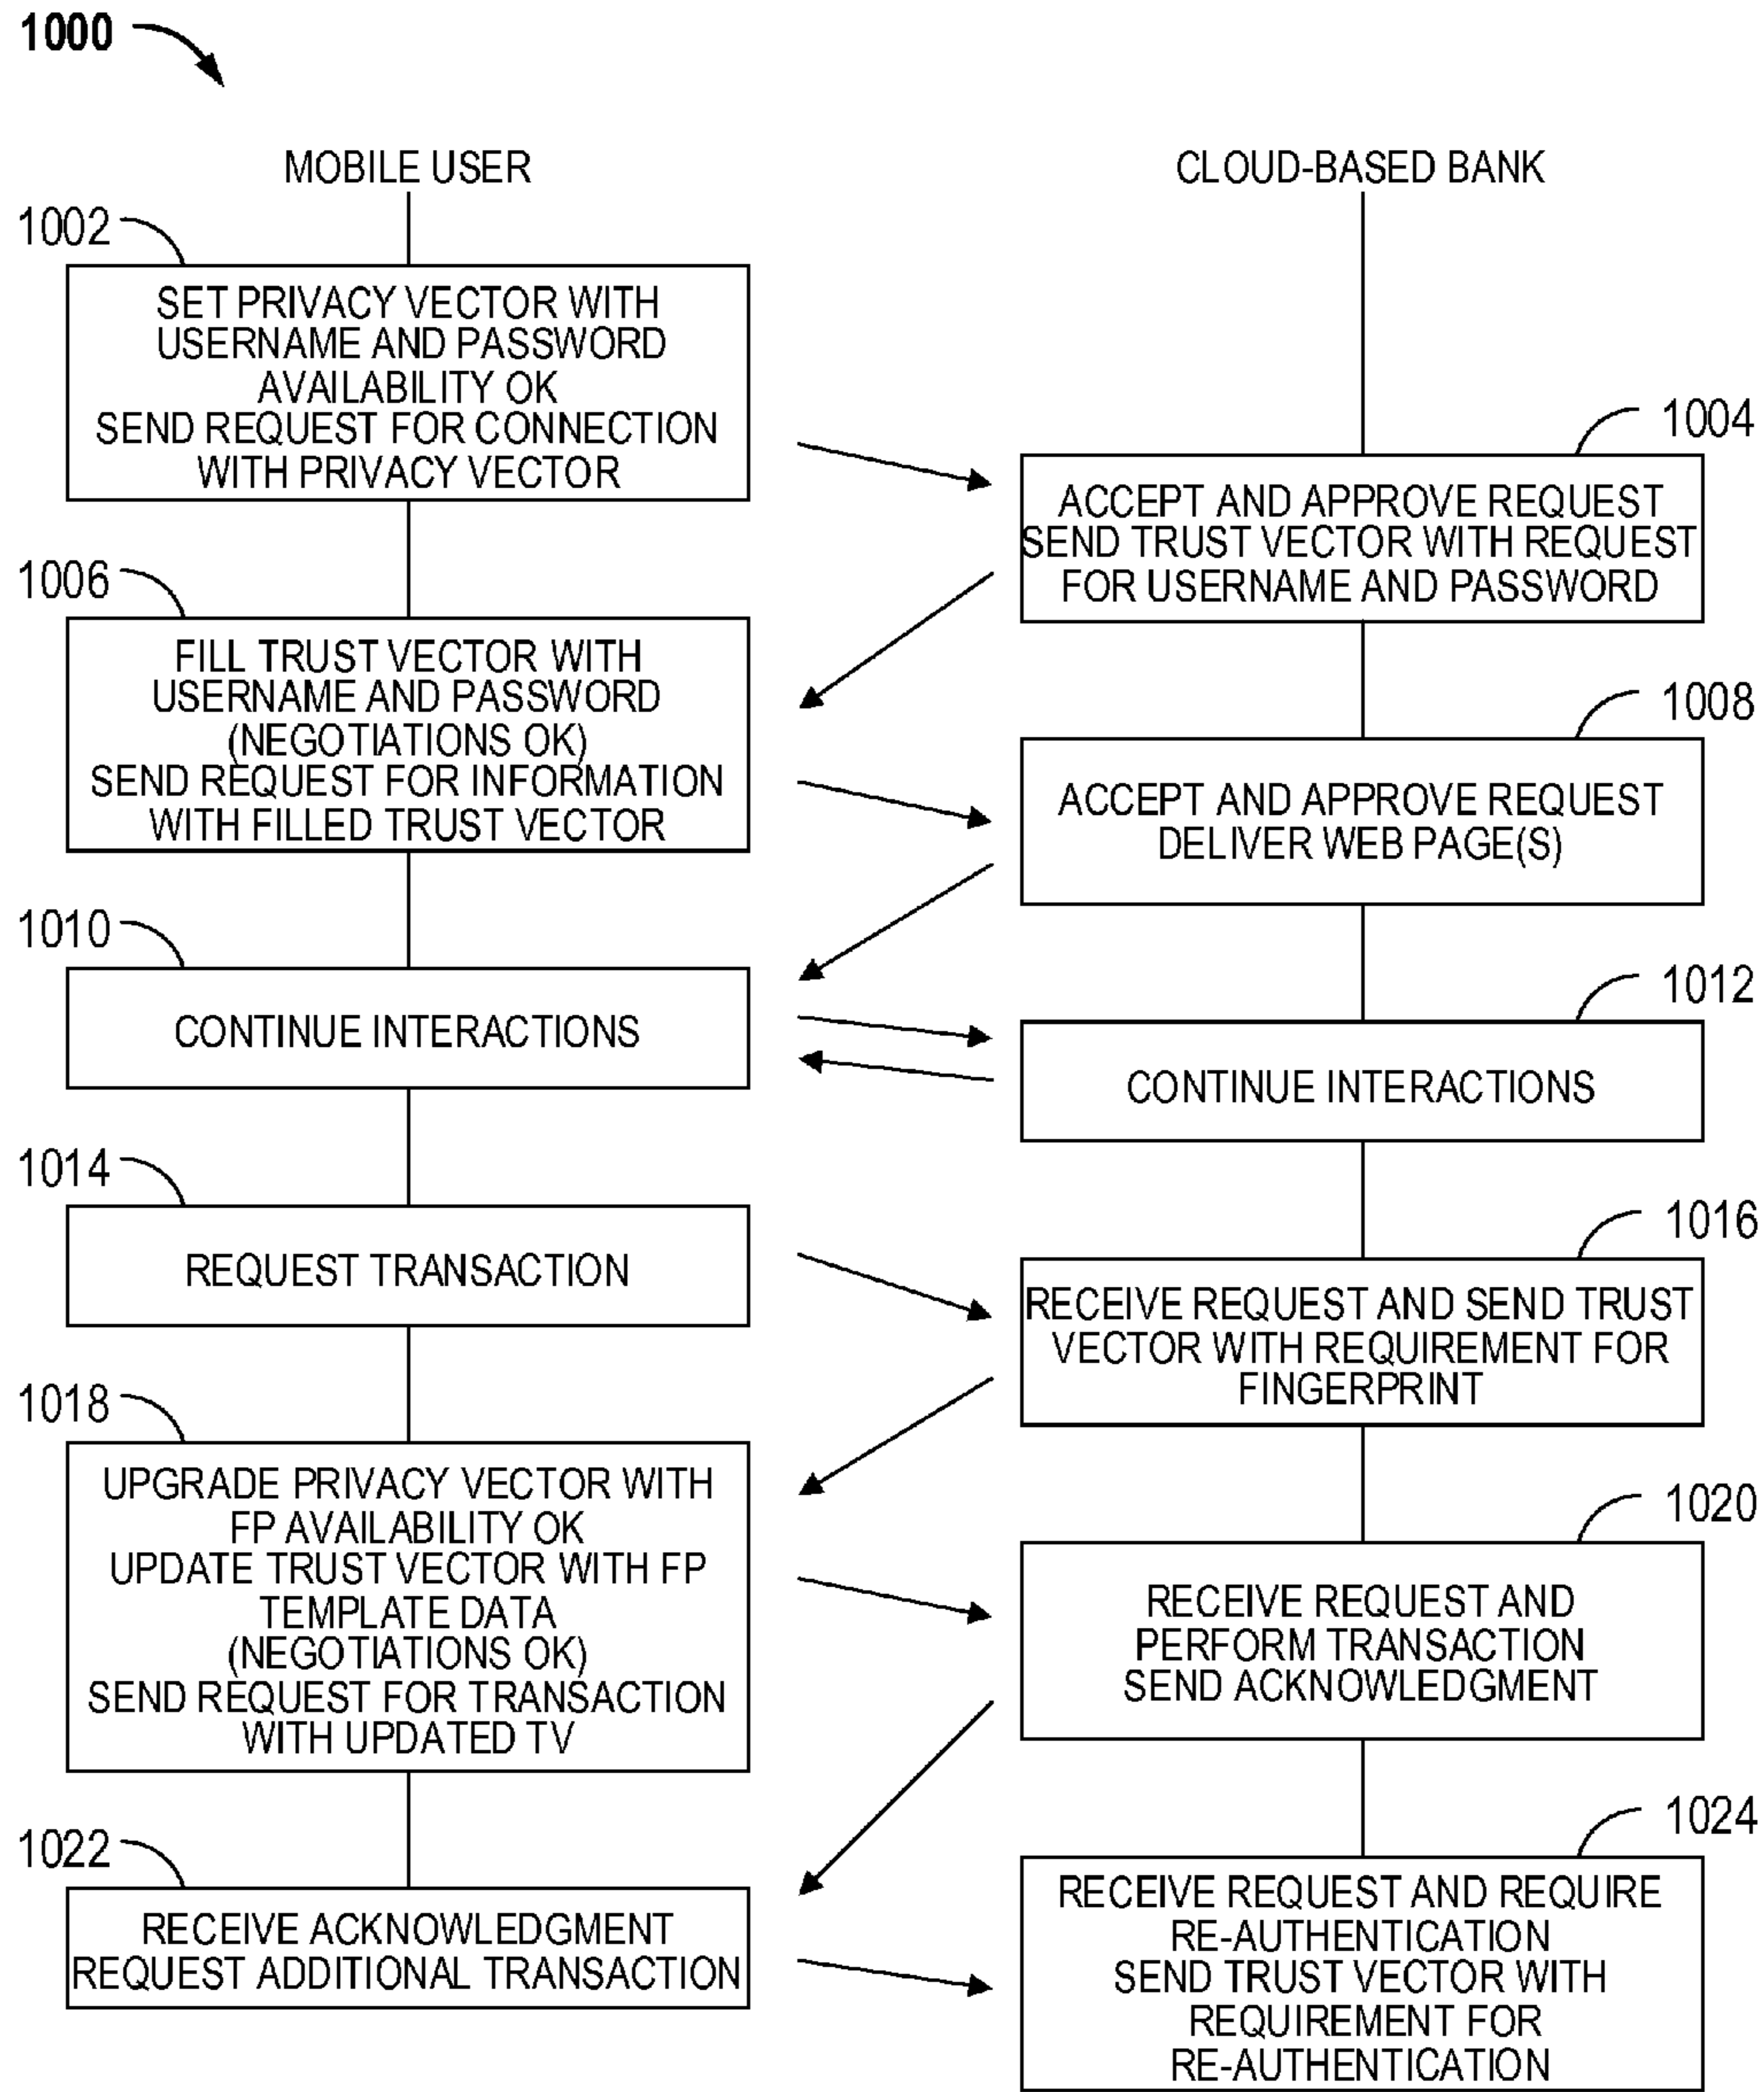 1000
MOBILE USER
CLOUD-BASED BANK
1002
SET PRIVACY VECTOR WITH
USERNAME AND PASSWORD
AVAILABILITY OK
SEND REQUEST FOR CONNECTION
WITH PRIVACY VECTOR
1004
ACCEPT AND APPROVE REQUEST
SEND TRUST VECTOR WITH REQUEST
FOR USERNAME AND PASSWORD
1006
FILL TRUST VECTOR WITH
USERNAME AND PASSWORD
(NEGOTIATIONS OK)
SEND REQUEST FOR INFORMATION
WITH FILLED TRUST VECTOR
1008
ACCEPT AND APPROVE REQUEST
DELIVER WEB PAGE(S)
1010
CONTINUE INTERACTIONS
1012
CONTINUE INTERACTIONS
1014
REQUEST TRANSACTION
1016
RECEIVE REQUEST AND SEND TRUST
VECTOR WITH REQUIREMENT FOR
FINGERPRINT
1018
UPGRADE PRIVACY VECTOR WITH
FP AVAILABILITY OK
UPDATE TRUST VECTOR WITH FP
TEMPLATE DATA
(NEGOTIATIONS OK)
SEND REQUEST FOR TRANSACTION
WITH UPDATED TV
1020
RECEIVE REQUEST AND
PERFORM TRANSACTION
SEND ACKNOWLEDGMENT
1022
RECEIVE ACKNOWLEDGMENT
REQUEST ADDITIONAL TRANSACTION
1024
RECEIVE REQUEST AND REQUIRE
RE-AUTHENTICATION
SEND TRUST VECTOR WITH
REQUIREMENT FOR
RE-AUTHENTICATION